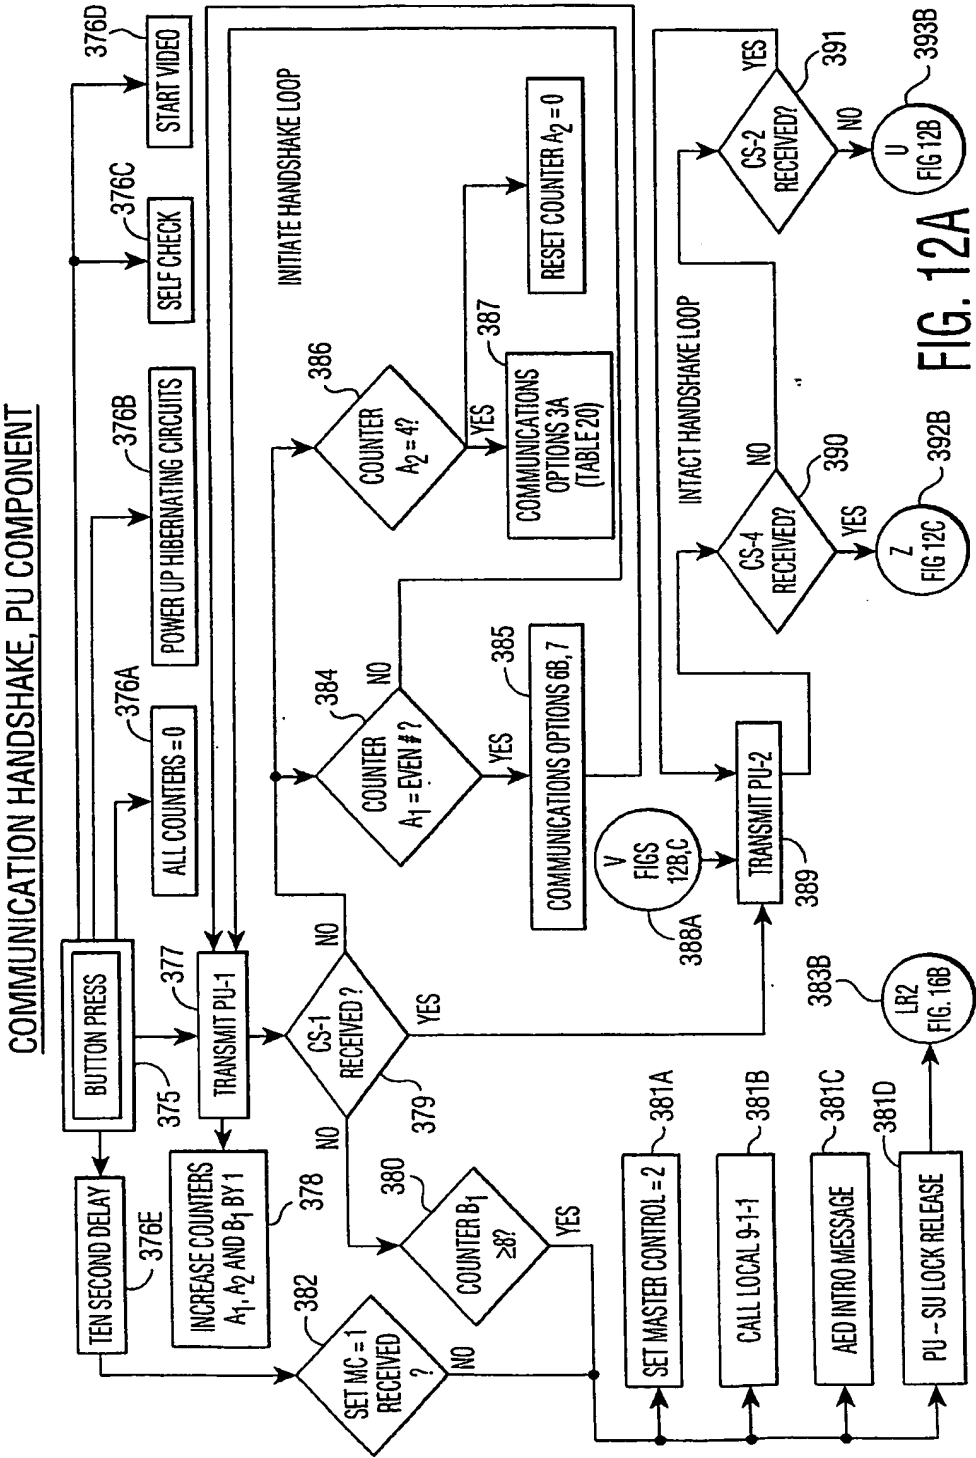 COMMUNICATION HANDSHAKE, PU COMPONENT
BUTTON PRESS
375
ALL COUNTERS = 0
376A
POWER UP HIBERNATING CIRCUITS
376B
SELF CHECK
376C
START VIDEO
376D
TEN SECOND DELAY
376E
TRANSMIT PU-1
377
INCREASE COUNTERS
A1, A2 AND B1 BY 1
378
CS-1
RECEIVED?
379
NO
NO
YES
INITIATE HANDSHAKE LOOP
SET MC = 1
RECEIVED
?
382
NO
COUNTER B1
≥8?
380
YES
COUNTER
A1 = EVEN #?
384
NO
YES
COUNTER
A2 = 4?
386
YES
COMMUNICATIONS OPTIONS 6B, 7
385
COMMUNICATIONS
OPTIONS 3A
(TABLE 20)
387
RESET COUNTER A2 = 0
SET MASTER CONTROL = 2
381A
CALL LOCAL 9-1-1
381B
AED INTRO MESSAGE
381C
PU – SU LOCK RELEASE
381D
LR2
FIG. 16B
383B
V
FIGS
12B,C
388A
TRANSMIT PU-2
389
INTACT HANDSHAKE LOOP
CS-4
RECEIVED?
390
NO
YES
Z
FIG 12C
392B
CS-2
RECEIVED?
391
YES
NO
U
FIG 12B
393B
FIG. 12A